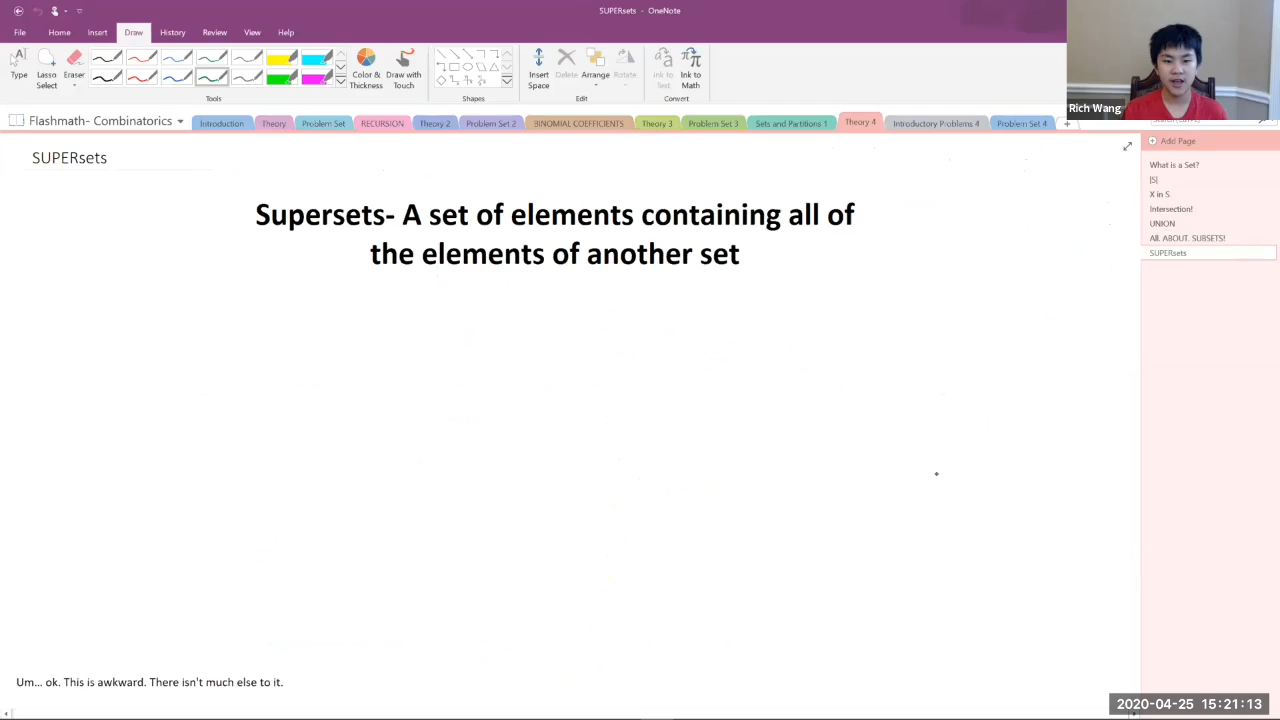 SUPERsets - OneNote
File Home Insert Draw History Review View Help
Type Lasso Select Eraser Color & Thickness Draw with Touch Insert Space Delete Arrange Rotate Ink to Text Ink to Math
Tools Shapes Edit Convert
Rich Wang
Flashmath- Combinatorics Introduction Theory Problem Set RECURSION Theory 2 Problem Set 2 BINOMIAL COEFFICIENTS Theory 3 Problem Set 3 Sets and Partitions 1 Theory 4 Introductory Problems 4 Problem Set 4
SUPERsets
Supersets- A set of elements containing all of
the elements of another set
Um... ok. This is awkward. There isn't much else to it.
Add Page
What is a Set?
|S|
X in S
Intersection!
UNION
All. ABOUT. SUBSETS!
SUPERsets
2020-04-25 15:21:13